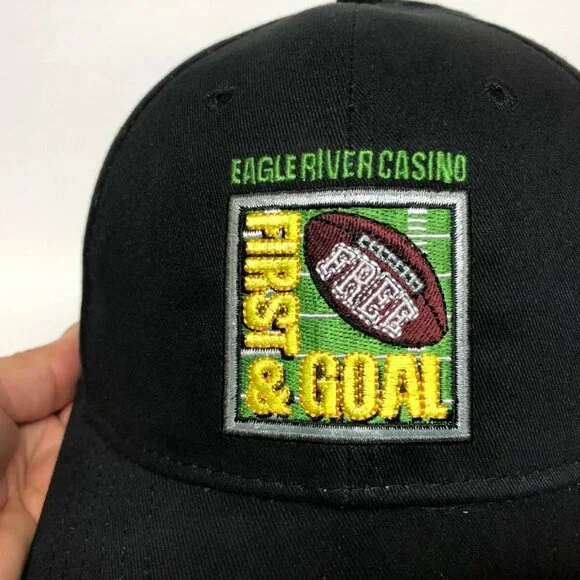 EAGLE RIVER CASINO
FIRST
FREE
& GOAL